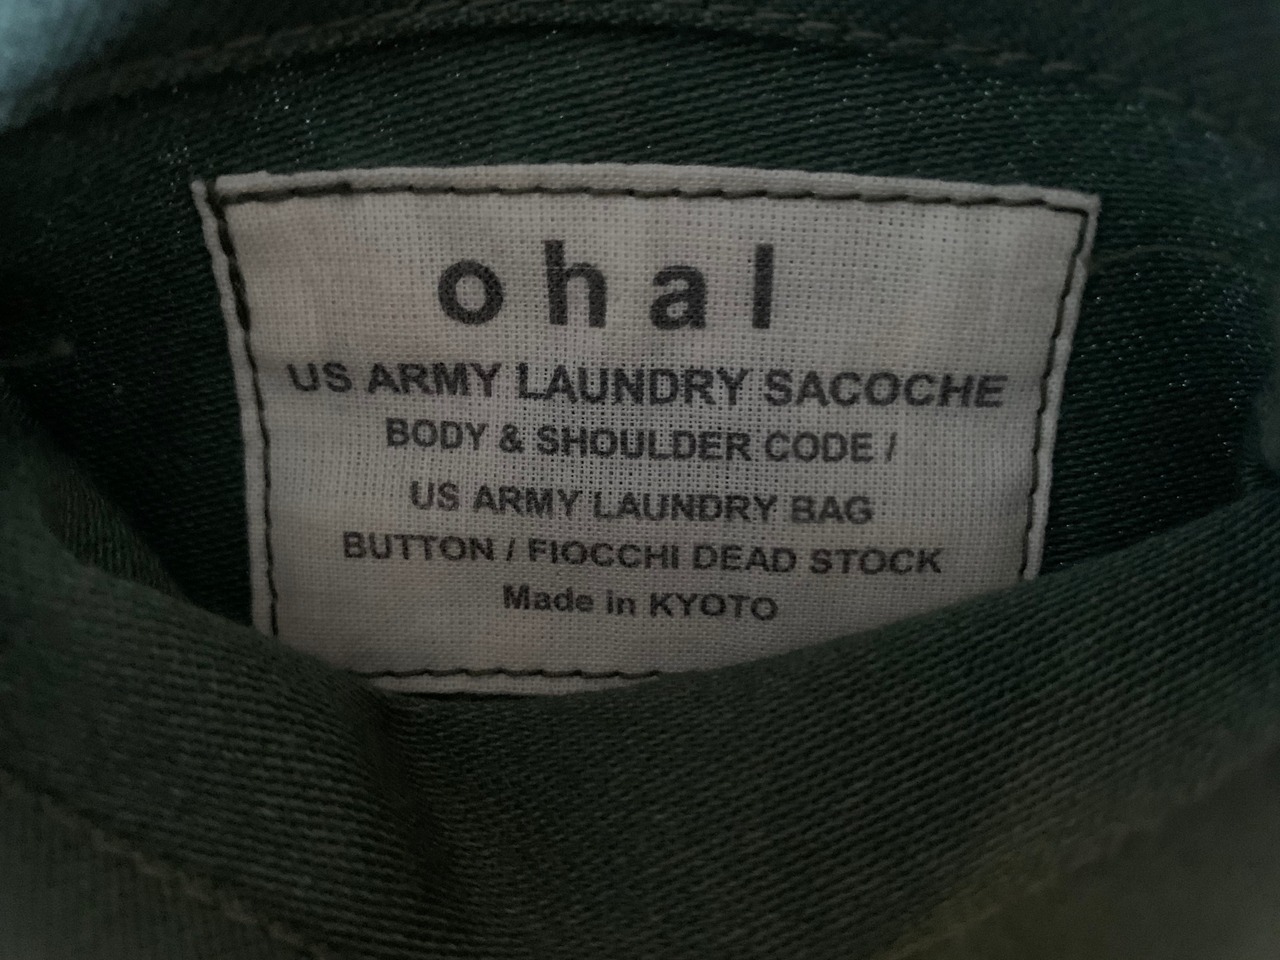 ohal
US ARMY LAUNDRY SACOCHE
BODY & SHOULDER CODE /
US ARMY LAUNDRY BAG
BUTTON / FIOCCHI DEAD STOCK
Made in KYOTO